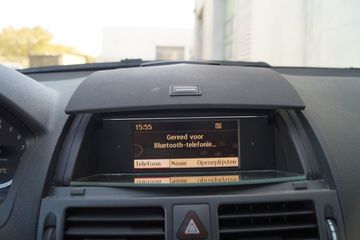 15:55
Gereed voor
Bluetooth-telefonie...
Telefoon Naam Oproeplijsten